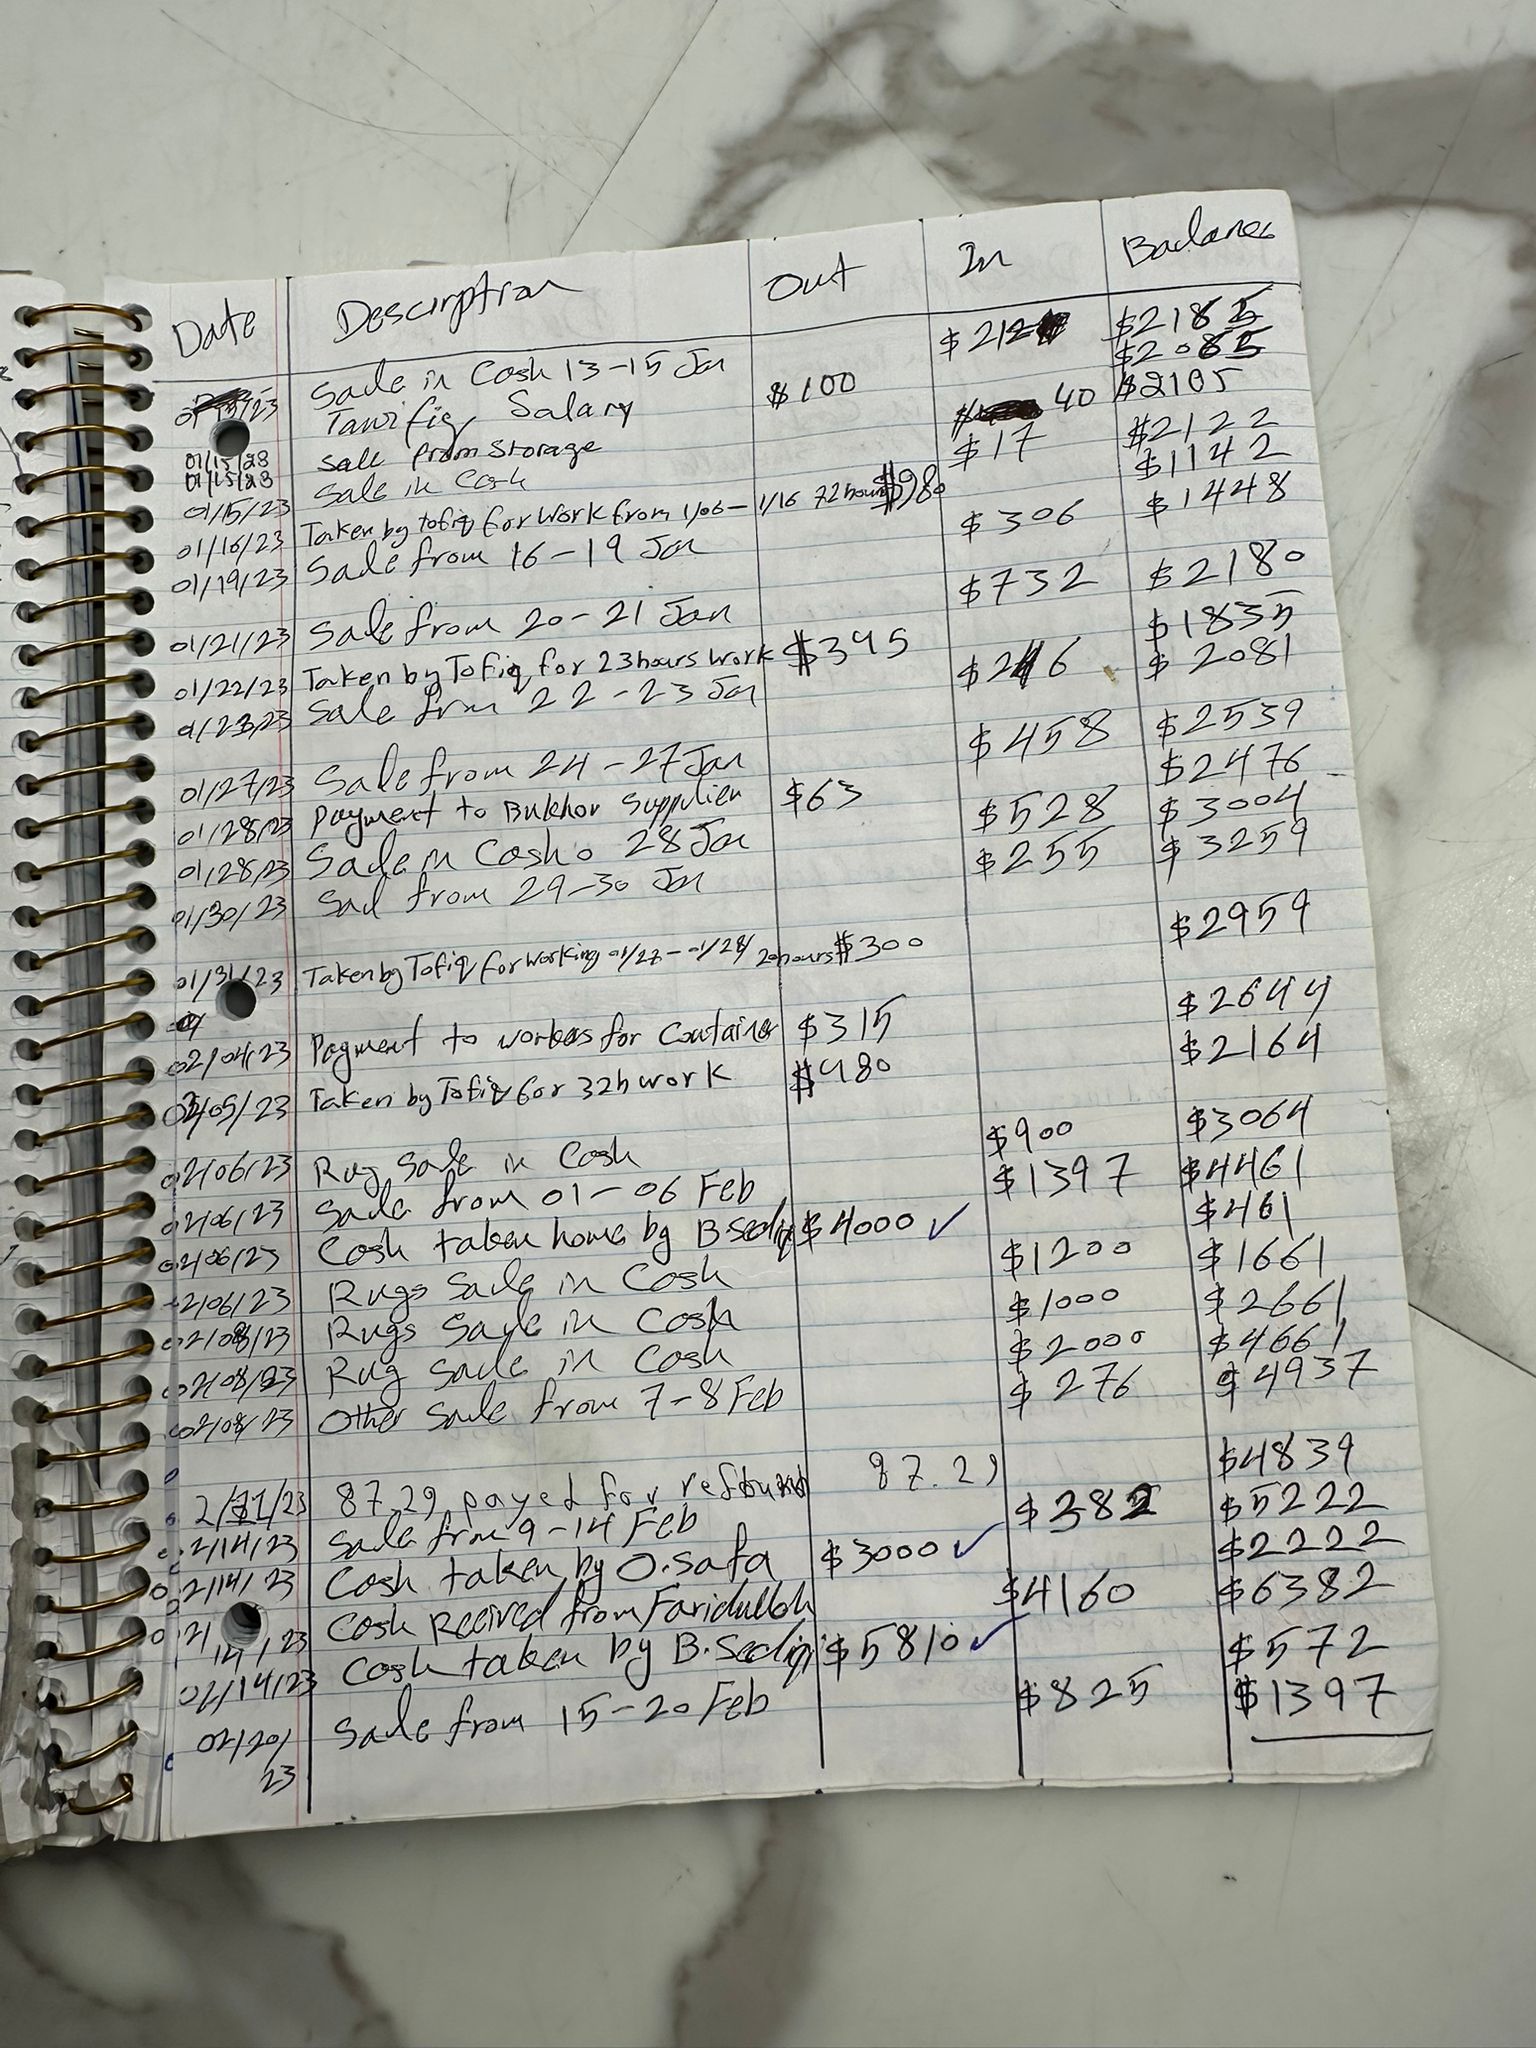 Date Description Out In Balance
01/15/23 Sale in Cash 13-15 Jan $212 $2185
01/15/23 Tawifiq Salary $100 $2085
01/15/23 Sale from Storage 40 $2105
01/15/23 Sale in Cash $17 $2122
01/16/23 Taken by tofiq for work from 1/06-1/16 72 hours $980 $1142
01/19/23 Sale from 16-19 Jan $306 $1448
01/21/23 Sale from 20-21 Jan $732 $2180
01/22/23 Taken by Tofiq for 23 hours work $345 $1835
01/23/23 Sale from 22-23 Jan $246 $2081
01/27/23 Sale from 24-27 Jan $458 $2539
01/28/23 Payment to Bukhor Supplier $63 $2476
01/28/23 Sale in Cash 28 Jan $528 $3004
01/30/23 Sal from 29-30 Jan $255 $3259
01/31/23 Taken by Tofiq for working 01/27-01/28/ 20hours $300 $2959
02/04/23 Payment to workers for Container $315 $2644
02/05/23 Taken by Tofiq for 32h work $480 $2164
02/06/23 Rug Sale in Cash $900 $3064
02/06/23 Sale from 01-06 Feb $1397 $4461
02/06/23 Cash taken home by B.sediq $4000 ✓ $461
02/06/23 Rugs Sale in Cash $1200 $1661
02/08/23 Rugs Sale in Cash $1000 $2661
02/08/23 Rug Sale in Cash $2000 $4661
02/08/23 Other Sale from 7-8 Feb $276 $4937
2/11/23 87.29 payed for refound 87.29 $4839
02/14/23 Sale from 9-14 Feb $382 $5222
02/14/23 Cash taken by O.safa $3000 ✓ $2222
02/14/23 Cash Recived from Faridulloh $4160 $6382
02/14/23 Cash taken by B.Sediqi $5810 ✓ $572
02/20/23 Sale from 15-20 Feb $825 $1397